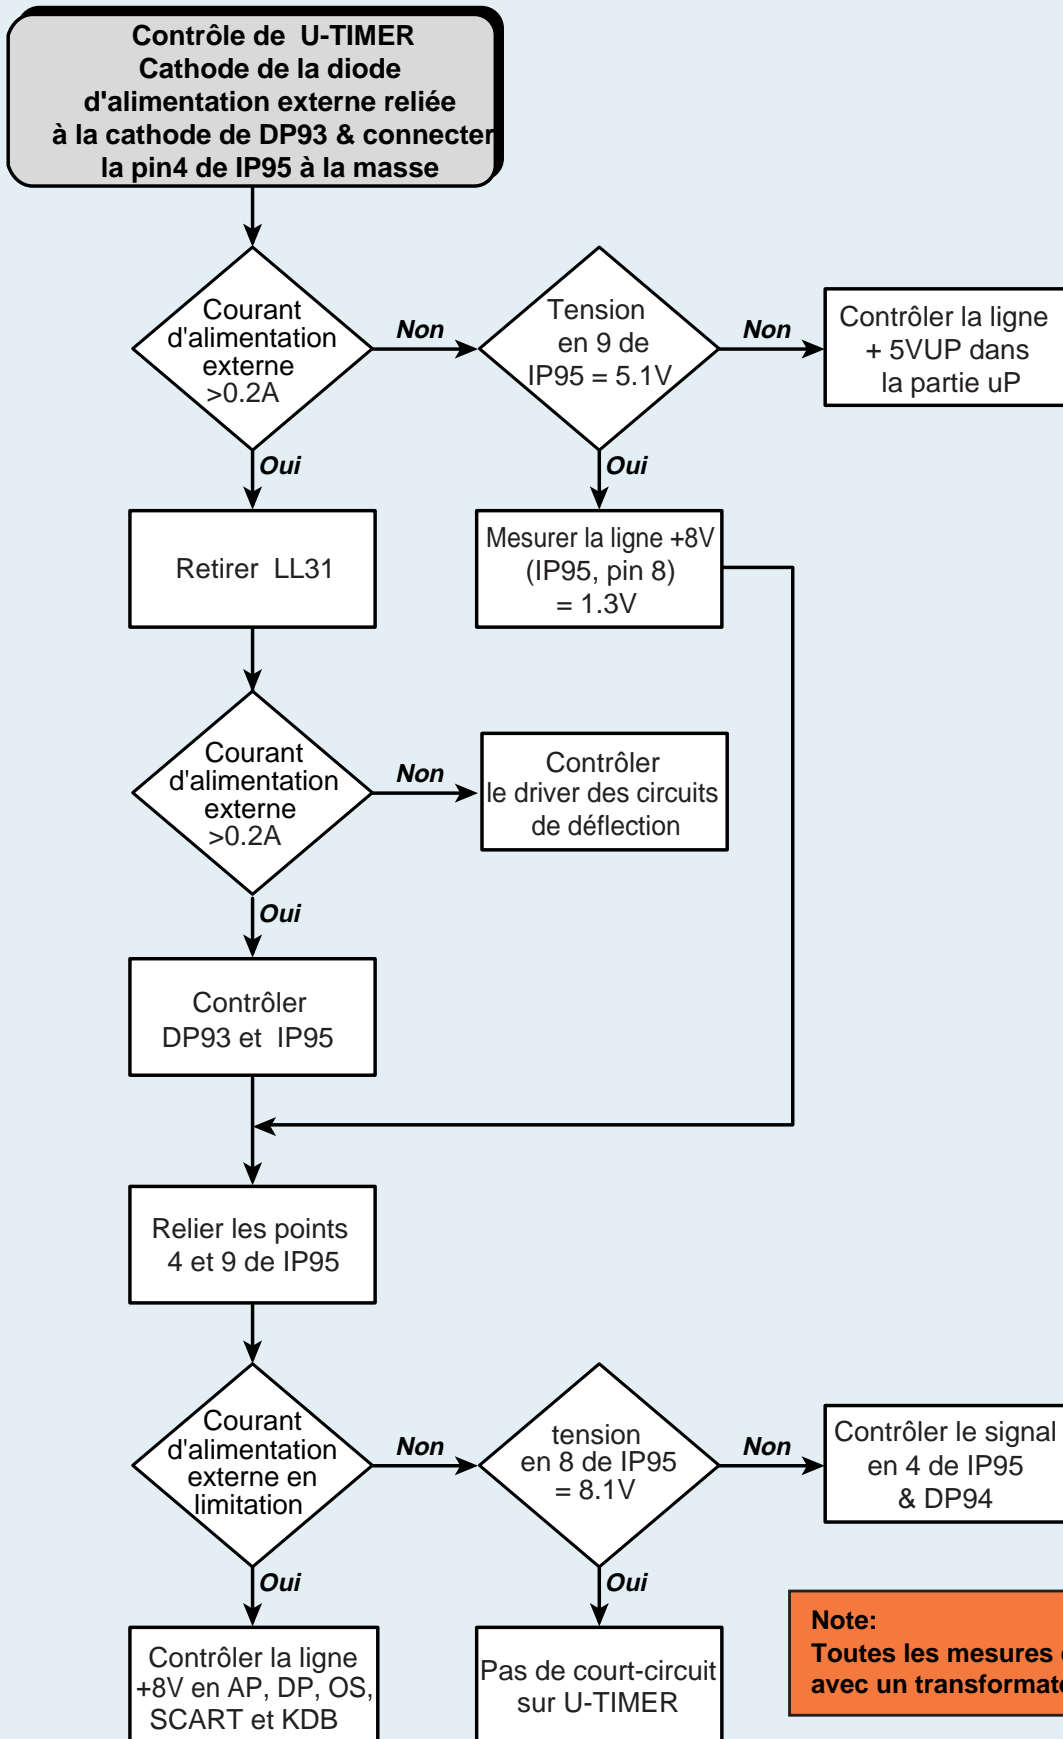 Contrôle de U-TIMER
Cathode de la diode
d'alimentation externe reliée
à la cathode de DP93 & connecter
la pin4 de IP95 à la masse
Courant
d'alimentation
externe
>0.2A
Non
Tension
en 9 de
IP95 = 5.1V
Non
Contrôler la ligne
+ 5VUP dans
la partie uP
Oui
Oui
Retirer LL31
Mesurer la ligne +8V
(IP95, pin 8)
= 1.3V
Courant
d'alimentation
externe
>0.2A
Non
Contrôler
le driver des circuits
de déflection
Oui
Contrôler
DP93 et IP95
Relier les points
4 et 9 de IP95
Courant
d'alimentation
externe en
limitation
Non
tension
en 8 de IP95
= 8.1V
Non
Contrôler le signal
en 4 de IP95
& DP94
Oui
Oui
Contrôler la ligne
+8V en AP, DP, OS,
SCART et KDB
Pas de court-circuit
sur U-TIMER
Note:
Toutes les mesures
avec un